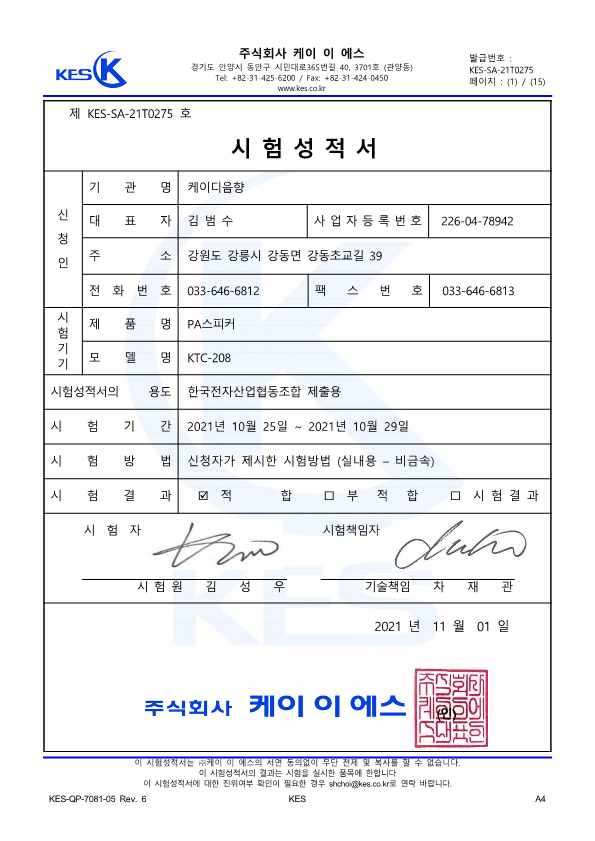 KES
주식회사 케이 이 에스
경기도 안양시 동안구 시민대로365번길 40, 3701호 (관양동)
Tel: +82-31-425-6200 / Fax: +82-31-424-0450
www.kes.co.kr
발급번호 :
KES-SA-21T0275
페이지 : (1) / (15)
제 KES-SA-21T0275 호
시 험 성 적 서
신 청 인
기 관 명 케이디음향
대 표 자 김 범 수 사 업 자 등 록 번 호 226-04-78942
주 소 강원도 강릉시 강동면 강동초교길 39
전 화 번 호 033-646-6812 팩 스 번 호 033-646-6813
시 험 기 기
제 품 명 PA스피커
모 델 명 KTC-208
시험성적서의 용도 한국전자산업협동조합 제출용
시 험 기 간 2021년 10월 25일 ~ 2021년 10월 29일
시 험 방 법 신청자가 제시한 시험방법 (실내용 – 비금속)
시 험 결 과 ☑ 적 합 □ 부 적 합 □ 시 험 결 과
시 험 자 시험책임자
시 험 원 김 성 우 기술책임 차 재 관
KES
2021 년 11 월 01 일
주식회사 케이 이 에스
(인)
이 시험성적서는 ㈜케이 이 에스의 서면 동의없이 무단 전제 및 복사를 할 수 없습니다.
이 시험성적서의 결과는 시험을 실시한 품목에 한합니다
이 시험성적서에 대한 진위여부 확인이 필요한 경우 shchoi@kes.co.kr로 연락 바랍니다.
KES-QP-7081-05 Rev. 6 KES A4